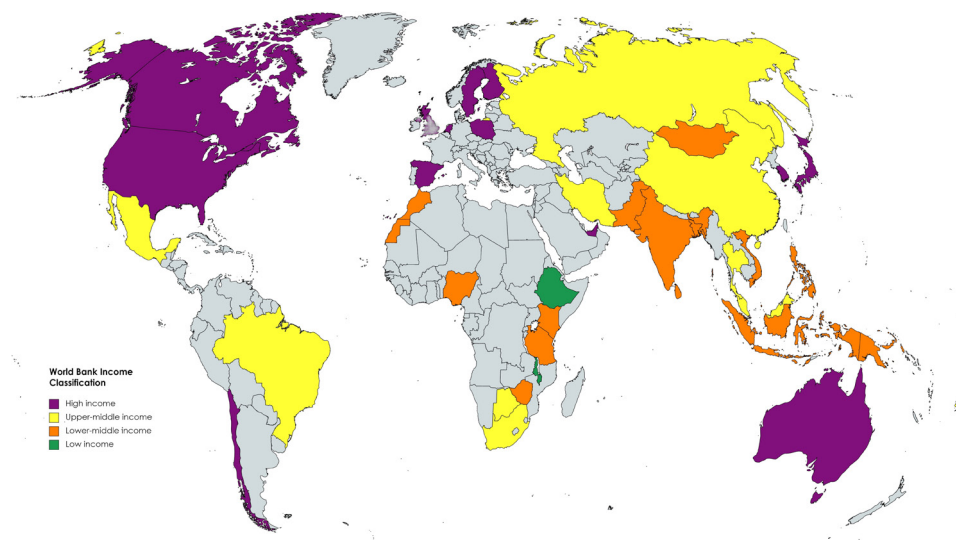 World Bank Income
Classification
High income
Upper-middle income
Lower-middle income
Low income